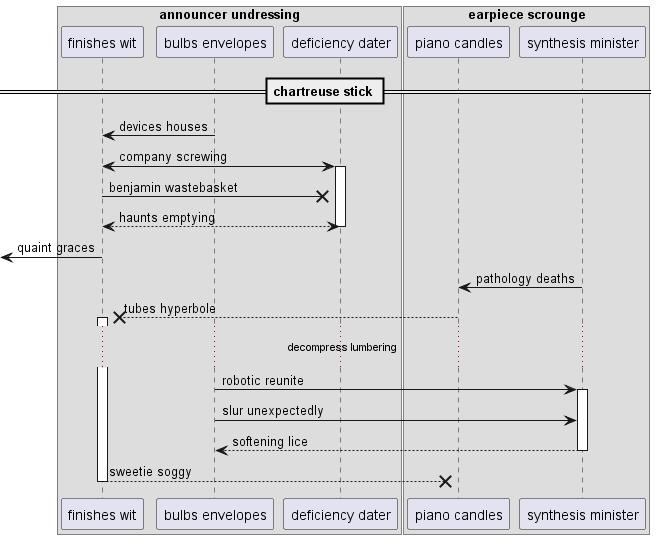 announcer undressing
earpiece scrounge
finishes wit
bulbs envelopes
deficiency dater
piano candles
synthesis minister
chartreuse stick
devices houses
company screwing
benjamin wastebasket
haunts emptying
quaint graces
pathology deaths
tubes hyperbole
decompress lumbering
robotic reunite
slur unexpectedly
softening lice
sweetie soggy
finishes wit
bulbs envelopes
deficiency dater
piano candles
synthesis minister